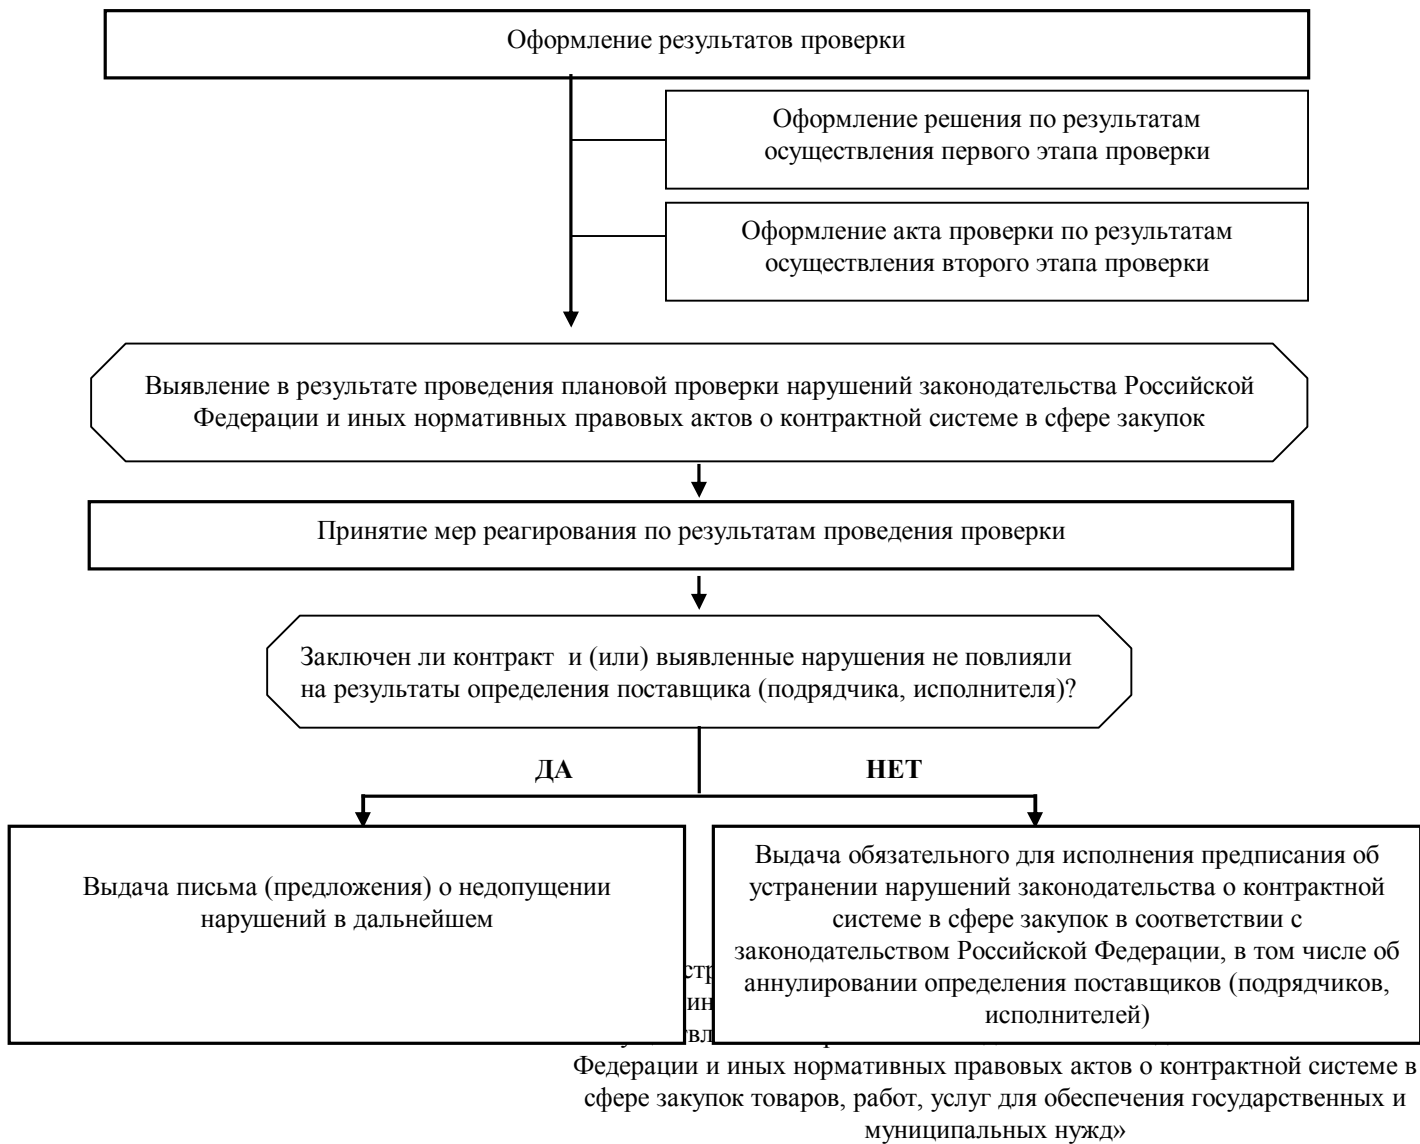 Оформление результатов проверки
Оформление решения по результатам
осуществления первого этапа проверки
Оформление акта проверки по результатам
осуществления второго этапа проверки
Выявление в результате проведения плановой проверки нарушений законодательства Российской
Федерации и иных нормативных правовых актов о контрактной системе в сфере закупок
Принятие мер реагирования по результатам проведения проверки
Заключен ли контракт и (или) выявленные нарушения не повлияли
на результаты определения поставщика (подрядчика, исполнителя)?
ДА
НЕТ
Выдача письма (предложения) о недопущении
нарушений в дальнейшем
Выдача обязательного для исполнения предписания об
устранении нарушений законодательства о контрактной
системе в сфере закупок в соответствии с
законодательством Российской Федерации, в том числе об
аннулировании определения поставщиков (подрядчиков,
исполнителей)
Федерации и иных нормативных правовых актов о контрактной системе в
сфере закупок товаров, работ, услуг для обеспечения государственных и
муниципальных нужд»